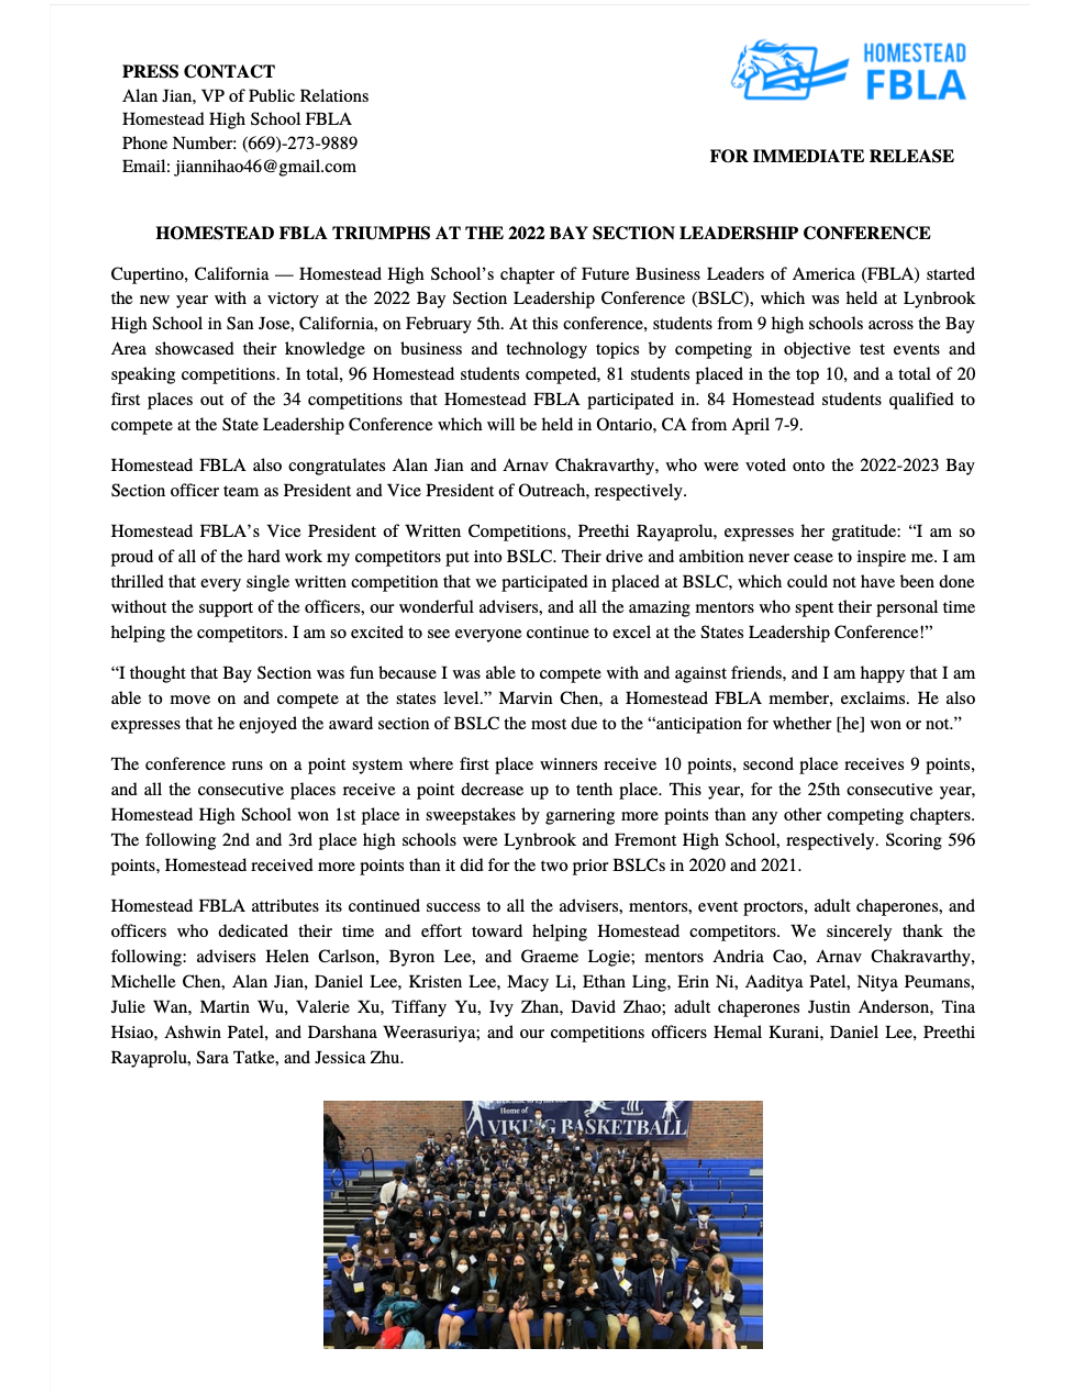 PRESS CONTACT
Alan Jian, VP of Public Relations
Homestead High School FBLA
Phone Number: (669)-273-9889
Email: jiannihao46@gmail.com
HOMESTEAD
FBLA
FOR IMMEDIATE RELEASE
HOMESTEAD FBLA TRIUMPHS AT THE 2022 BAY SECTION LEADERSHIP CONFERENCE
Cupertino, California — Homestead High School’s chapter of Future Business Leaders of America (FBLA) started
the new year with a victory at the 2022 Bay Section Leadership Conference (BSLC), which was held at Lynbrook
High School in San Jose, California, on February 5th. At this conference, students from 9 high schools across the Bay
Area showcased their knowledge on business and technology topics by competing in objective test events and
speaking competitions. In total, 96 Homestead students competed, 81 students placed in the top 10, and a total of 20
first places out of the 34 competitions that Homestead FBLA participated in. 84 Homestead students qualified to
compete at the State Leadership Conference which will be held in Ontario, CA from April 7-9.
Homestead FBLA also congratulates Alan Jian and Arnav Chakravarthy, who were voted onto the 2022-2023 Bay
Section officer team as President and Vice President of Outreach, respectively.
Homestead FBLA’s Vice President of Written Competitions, Preethi Rayaprolu, expresses her gratitude: “I am so
proud of all of the hard work my competitors put into BSLC. Their drive and ambition never cease to inspire me. I am
thrilled that every single written competition that we participated in placed at BSLC, which could not have been done
without the support of the officers, our wonderful advisers, and all the amazing mentors who spent their personal time
helping the competitors. I am so excited to see everyone continue to excel at the States Leadership Conference!”
“I thought that Bay Section was fun because I was able to compete with and against friends, and I am happy that I am
able to move on and compete at the states level.” Marvin Chen, a Homestead FBLA member, exclaims. He also
expresses that he enjoyed the award section of BSLC the most due to the “anticipation for whether [he] won or not.”
The conference runs on a point system where first place winners receive 10 points, second place receives 9 points,
and all the consecutive places receive a point decrease up to tenth place. This year, for the 25th consecutive year,
Homestead High School won 1st place in sweepstakes by garnering more points than any other competing chapters.
The following 2nd and 3rd place high schools were Lynbrook and Fremont High School, respectively. Scoring 596
points, Homestead received more points than it did for the two prior BSLCs in 2020 and 2021.
Homestead FBLA attributes its continued success to all the advisers, mentors, event proctors, adult chaperones, and
officers who dedicated their time and effort toward helping Homestead competitors. We sincerely thank the
following: advisers Helen Carlson, Byron Lee, and Graeme Logie; mentors Andria Cao, Arnav Chakravarthy,
Michelle Chen, Alan Jian, Daniel Lee, Kristen Lee, Macy Li, Ethan Ling, Erin Ni, Aaditya Patel, Nitya Peumans,
Julie Wan, Martin Wu, Valerie Xu, Tiffany Yu, Ivy Zhan, David Zhao; adult chaperones Justin Anderson, Tina
Hsiao, Ashwin Patel, and Darshana Weerasuriya; and our competitions officers Hemal Kurani, Daniel Lee, Preethi
Rayaprolu, Sara Tatke, and Jessica Zhu.
Home of
VIKING BASKETBALL